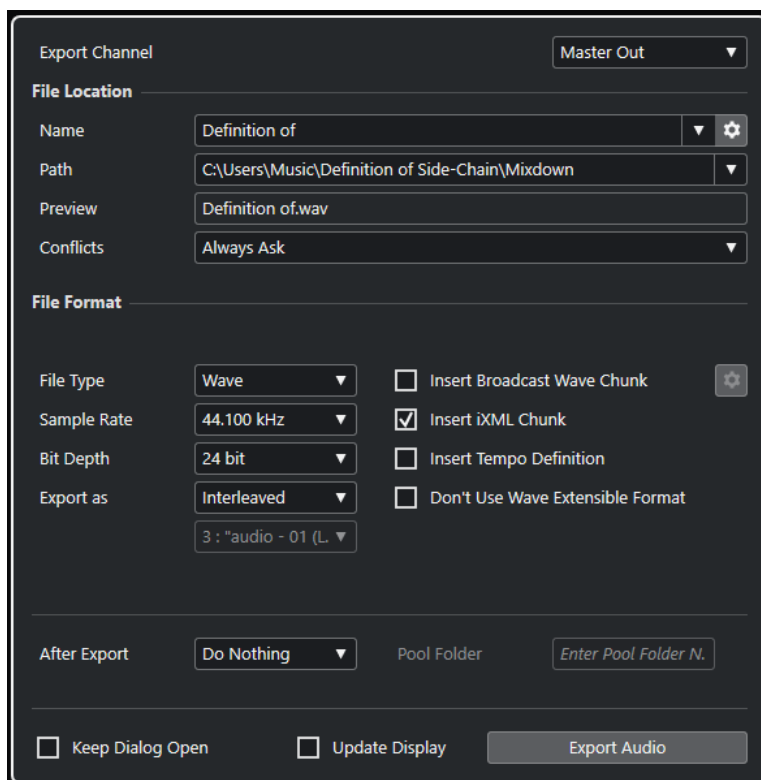 Export Channel Master Out
File Location
Name Definition of
Path C:\Users\Music\Definition of Side-Chain\Mixdown
Preview Definition of.wav
Conflicts Always Ask
File Format
File Type Wave Insert Broadcast Wave Chunk
Sample Rate 44.100 kHz Insert iXML Chunk
Bit Depth 24 bit Insert Tempo Definition
Export as Interleaved Don't Use Wave Extensible Format
3 : "audio - 01 (L.
After Export Do Nothing Pool Folder Enter Pool Folder N.
Keep Dialog Open Update Display Export Audio